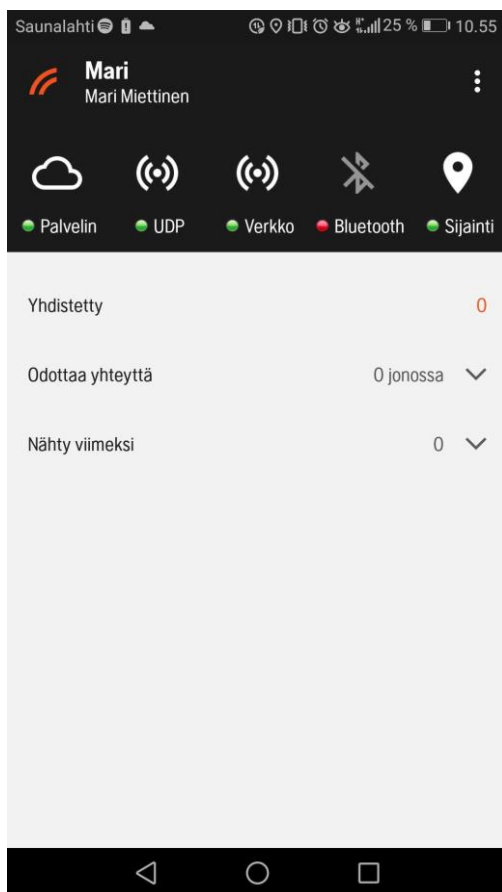 Saunalahti 25 % 10.55
Mari
Mari Miettinen
Palvelin UDP Verkko Bluetooth Sijainti
Yhdistetty 0
Odottaa yhteyttä 0 jonossa
Nähty viimeksi 0